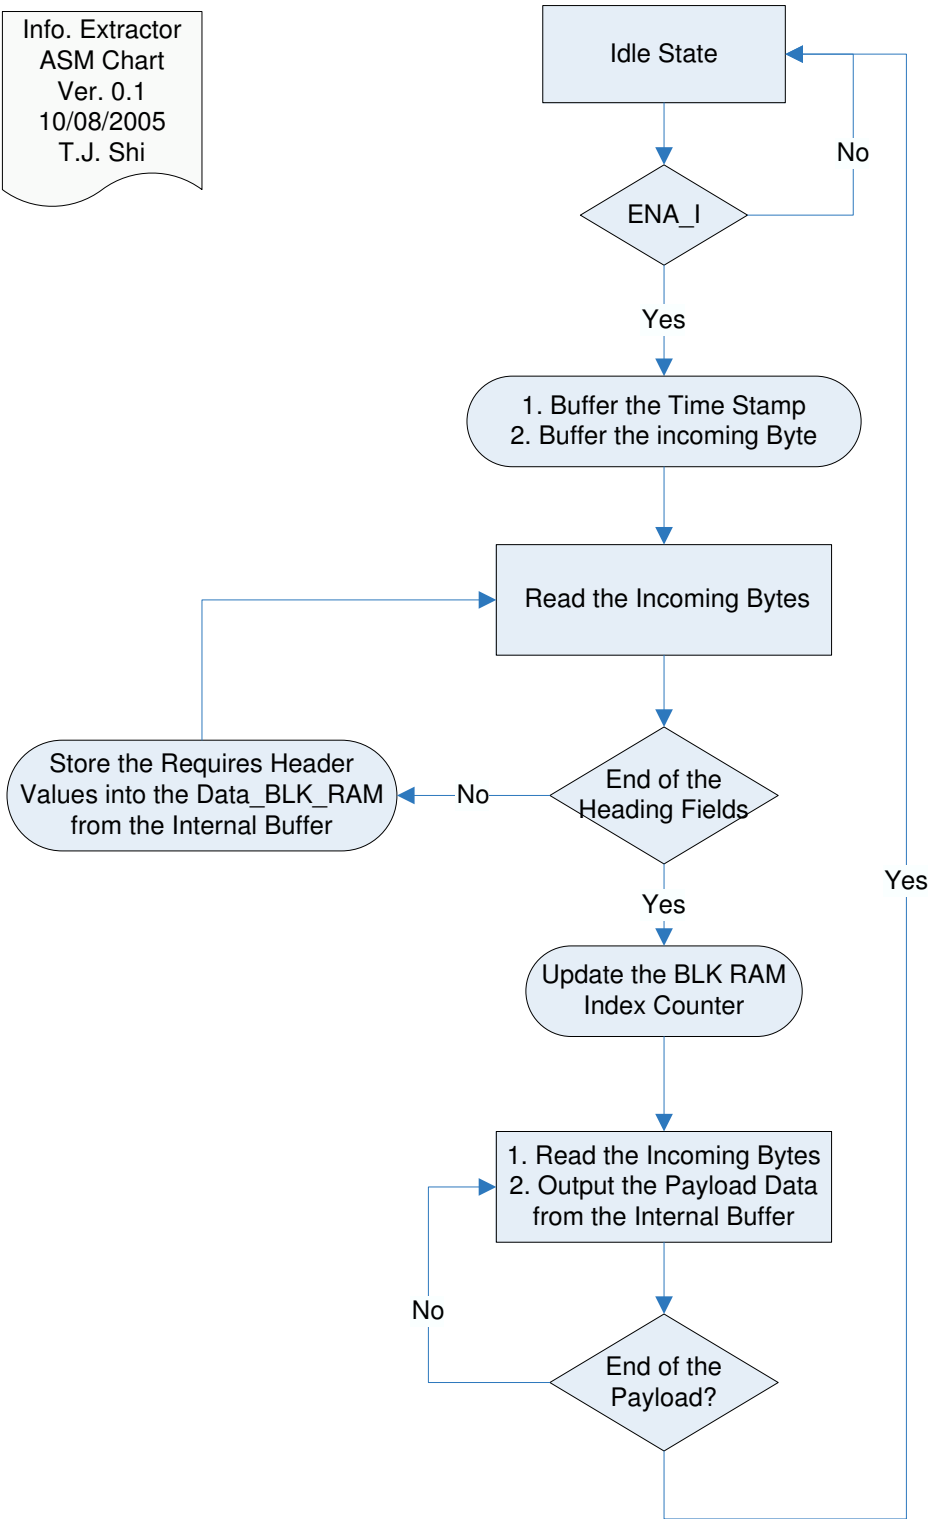 Info. Extractor
ASM Chart
Ver. 0.1
10/08/2005
T.J. Shi
Idle State
No
ENA_I
Yes
1. Buffer the Time Stamp
2. Buffer the incoming Byte
Read the Incoming Bytes
Store the Requires Header
Values into the Data_BLK_RAM
from the Internal Buffer
No
End of the
Heading Fields
Yes
Yes
Update the BLK RAM
Index Counter
1. Read the Incoming Bytes
2. Output the Payload Data
from the Internal Buffer
No
End of the
Payload?